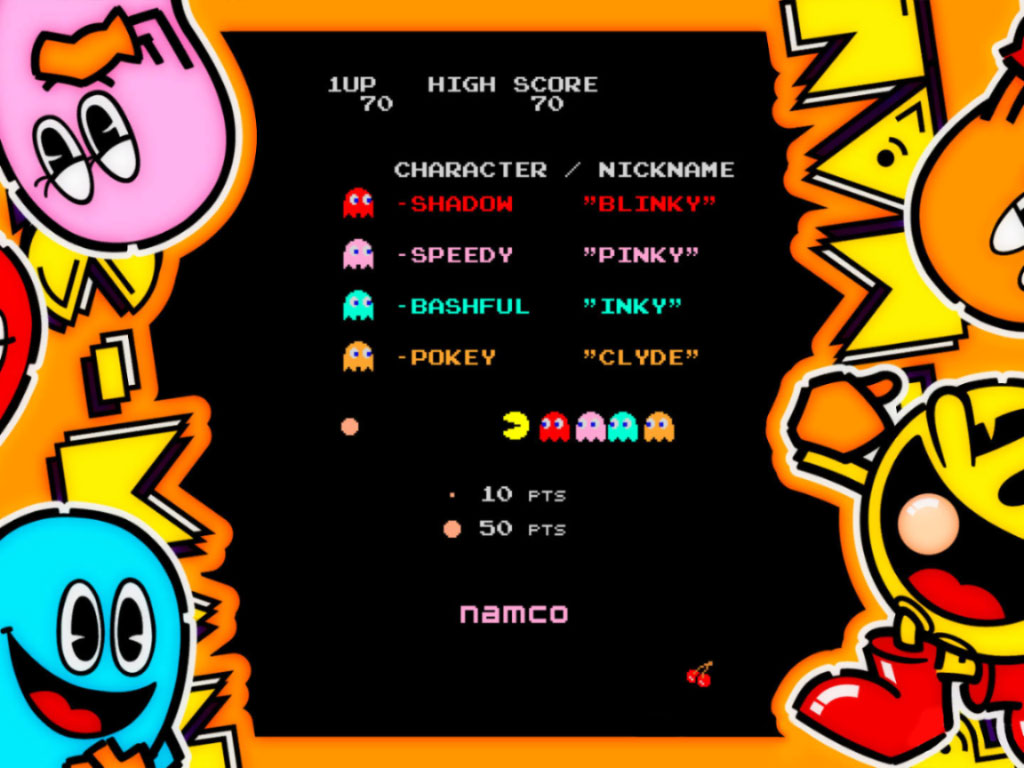 1UP HIGH SCORE
70 70
CHARACTER / NICKNAME
-SHADOW "BLINKY"
-SPEEDY "PINKY"
-BASHFUL "INKY"
-POKEY "CLYDE"
10 PTS
50 PTS
namco